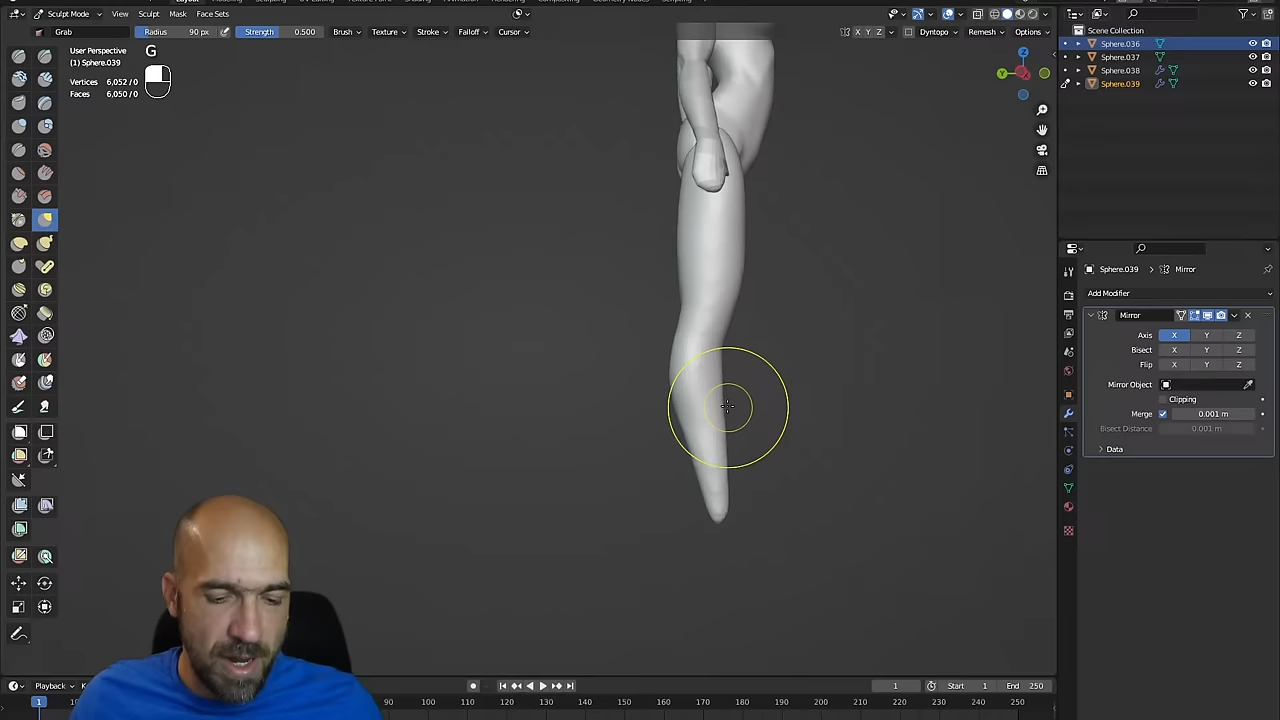 Sculpt Mode View Sculpt Mask Face Sets
Grab Radius 90 px Strength 0.500 Brush Texture Stroke Falloff Cursor X Y Z Dyntopo Remesh Options
User Perspective
(1) Sphere.039
G
Vertices 6,052 / 0
Faces 6,050 / 0
Y
Z
X
Scene Collection
Sphere.036
Sphere.037
Sphere.038
Sphere.039
Sphere.039 > Mirror
Add Modifier
Mirror
Axis X Y Z
Bisect X Y Z
Flip X Y Z
Mirror Object
Clipping
Merge 0.001 m
Bisect Distance 0.001 m
Data
Playback 1 Start 1 End 250
1 80 90 100 110 120 130 140 150 160 170 180 190 200 210 220 230 240 250